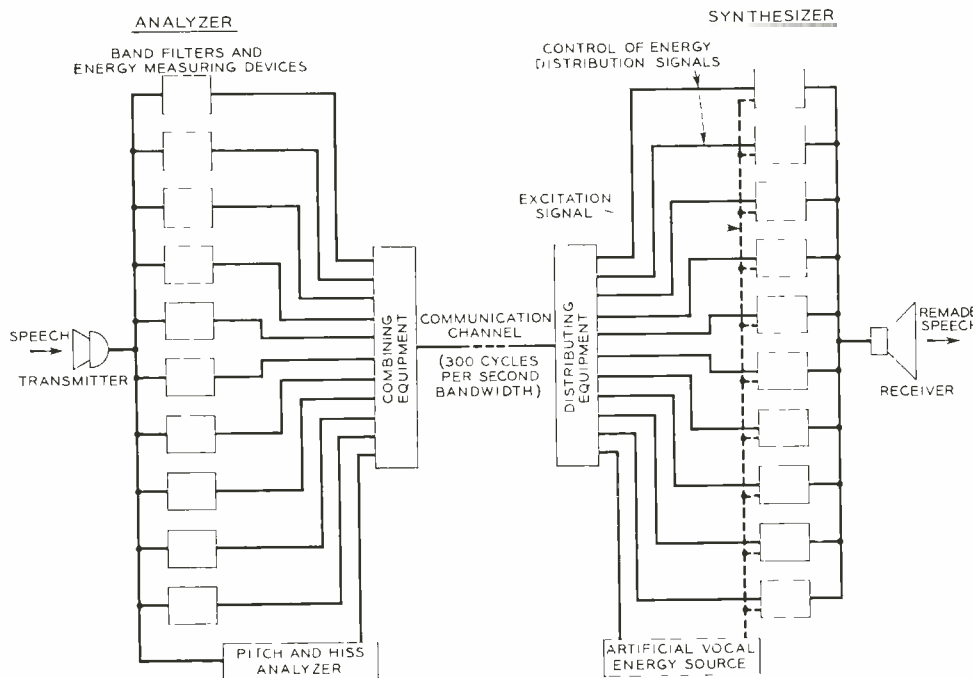 ANALYZER
BAND FILTERS AND
ENERGY MEASURING DEVICES
SPEECH
TRANSMITTER
COMBINING
EQUIPMENT
PITCH AND HISS
ANALYZER
COMMUNICATION
CHANNEL
(300 CYCLES
PER SECOND
BANDWIDTH)
SYNTHESIZER
CONTROL OF ENERGY
DISTRIBUTION SIGNALS
EXCITATION
SIGNAL
DISTRIBUTING
EQUIPMENT
ARTIFICIAL VOCAL
ENERGY SOURCE
REMADE
SPEECH
RECEIVER